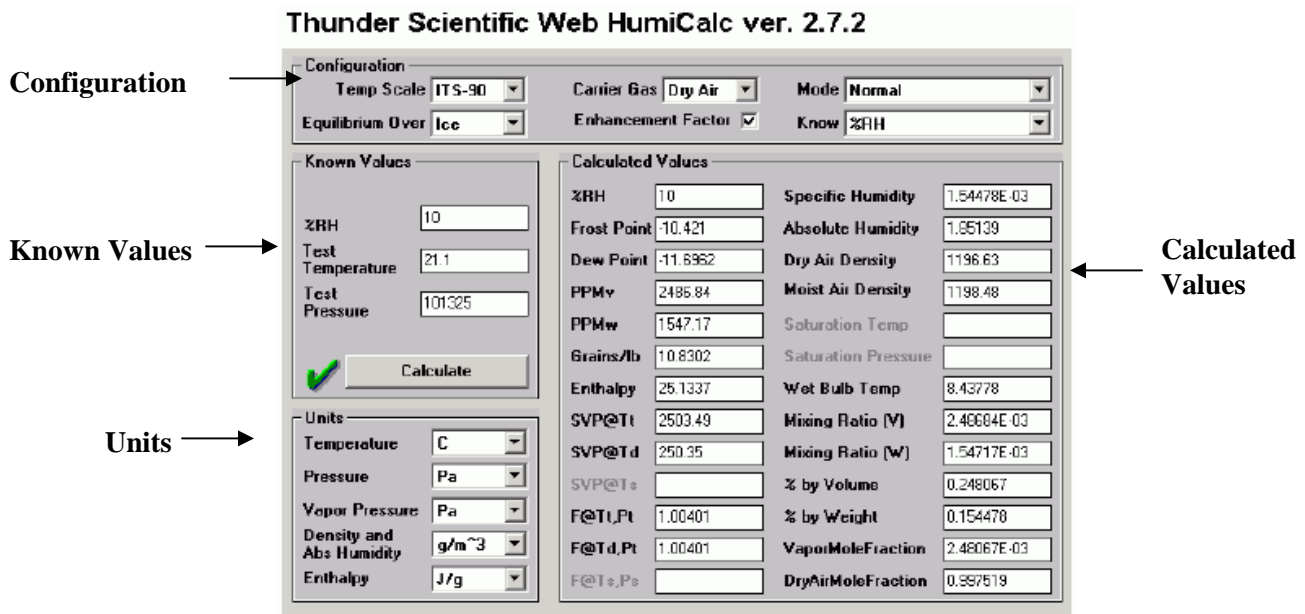 Thunder Scientific Web HumiCalc ver. 2.7.2
Configuration
Configuration
Temp Scale ITS-90 Carrier Gas Dry Air Mode Normal
Equilibrium Over Ice Enhancement Factor Know %RH
Known Values
Known Values
%RH 10
Test Temperature 21.1
Test Pressure 101325
Calculate
Units
Units
Temperature C
Pressure Pa
Vapor Pressure Pa
Density and Abs Humidity g/m^3
Enthalpy J/g
Calculated Values
%RH 10 Specific Humidity 1.54478E-03
Frost Point -10.421 Absolute Humidity 1.85139
Dew Point -11.6962 Dry Air Density 1196.63
PPMv 2486.84 Moist Air Density 1198.48
PPMw 1547.17 Saturation Temp
Grains/lb 10.8302 Saturation Pressure
Enthalpy 25.1337 Wet Bulb Temp 8.43778
SVP@Tt 2503.49 Mixing Ratio (V) 2.48684E-03
SVP@Td 250.35 Mixing Ratio (W) 1.54717E-03
SVP@Ts % by Volume 0.248067
F@Tt,Pt 1.00401 % by Weight 0.154478
F@Td,Pt 1.00401 VaporMoleFraction 2.48067E-03
F@Ts,Ps DryAirMoleFraction 0.997519
Calculated
Values